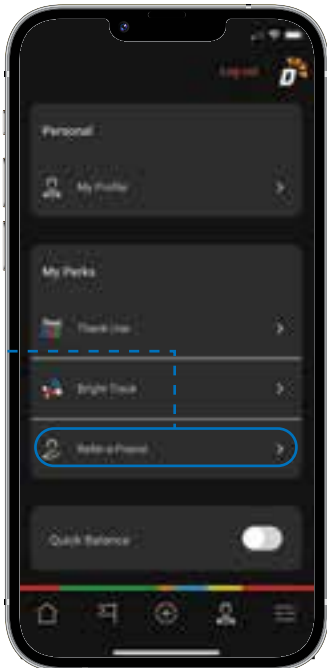 Log out
D
Personal
My Profile
My Perks
Thank Use
Bright Track
Refer a Friend
Quick Balance